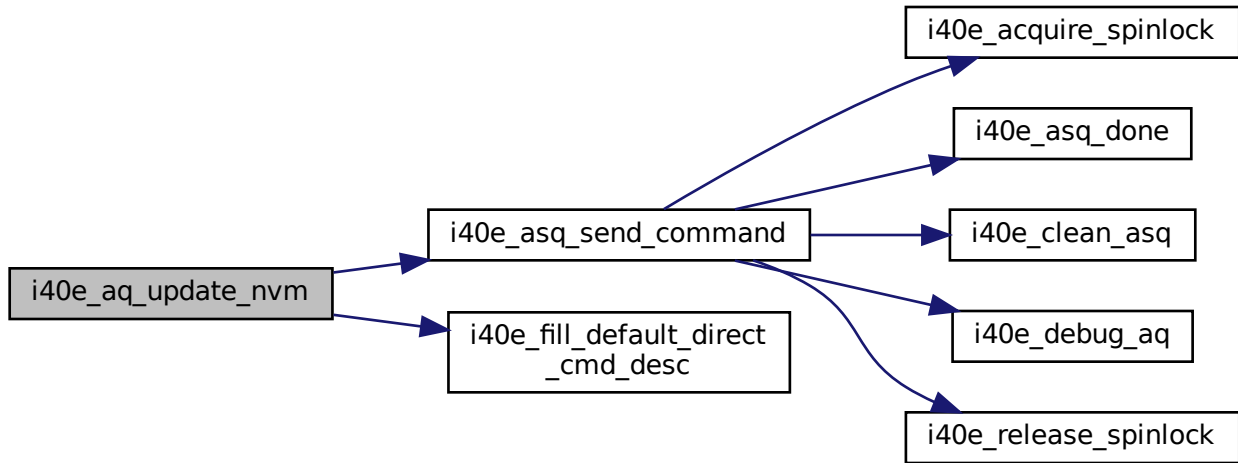 i40e_acquire_spinlock
i40e_asq_done
i40e_asq_send_command
i40e_clean_asq
i40e_aq_update_nvm
i40e_fill_default_direct
_cmd_desc
i40e_debug_aq
i40e_release_spinlock